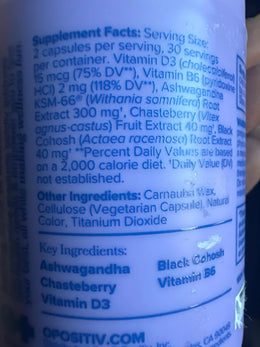 Supplement Facts: Serving Size:
2 capsules per serving, 30 servings
per container. Vitamin D3 (cholecalciferol)
15 mcg (75% DV**), Vitamin B6 (pyridoxine
HCl) 2 mg (118% DV**), Ashwagandha
KSM-66® (Withania somnifera) Root
Extract 300 mg†, Chasteberry (Vitex
agnus-castus) Fruit Extract 40 mg†, Black
Cohosh (Actaea racemosa) Root Extract
40 mg† **Percent Daily Values are based
on a 2,000 calorie diet. †Daily Value (DV)
not established.
Other Ingredients: Carnauba Wax,
Cellulose (Vegetarian Capsule), Natural
Color, Titanium Dioxide
Key Ingredients:
Ashwagandha Black Cohosh
Chasteberry Vitamin B6
Vitamin D3
OPOSITIV.COM
CA 90046